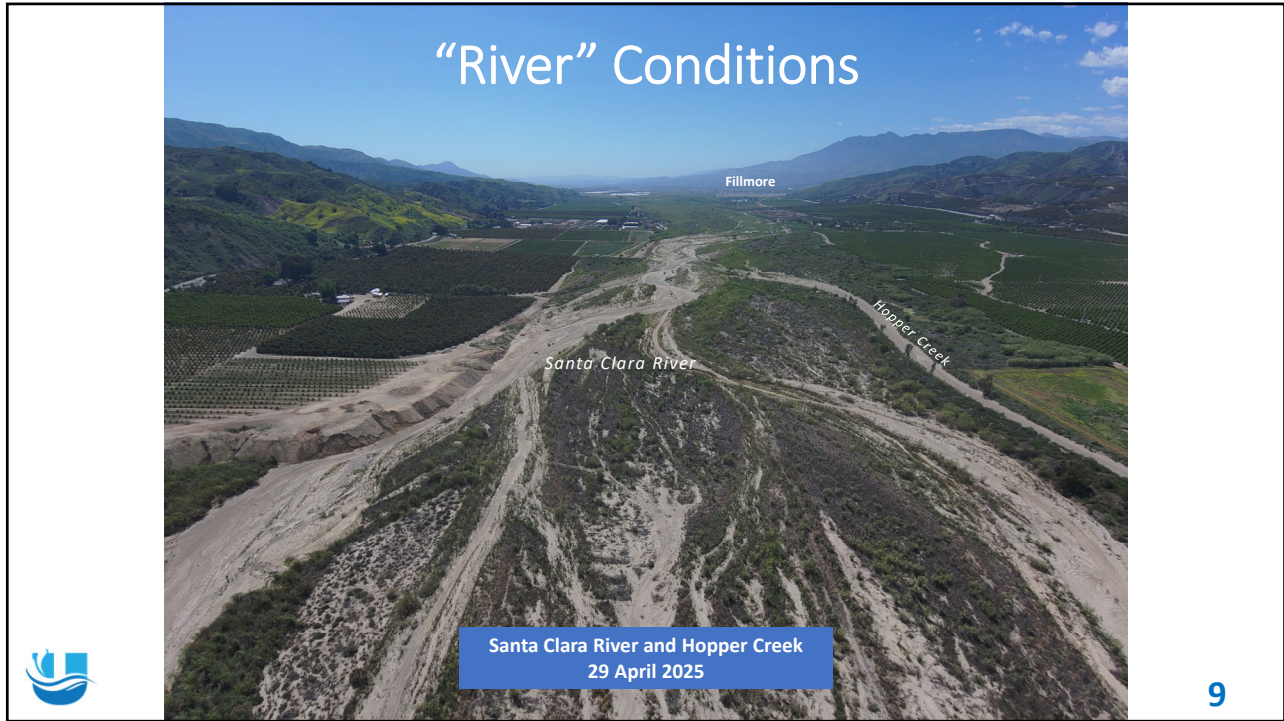 “River” Conditions
Fillmore
Hopper Creek
Santa Clara River
Santa Clara River and Hopper Creek
29 April 2025
9